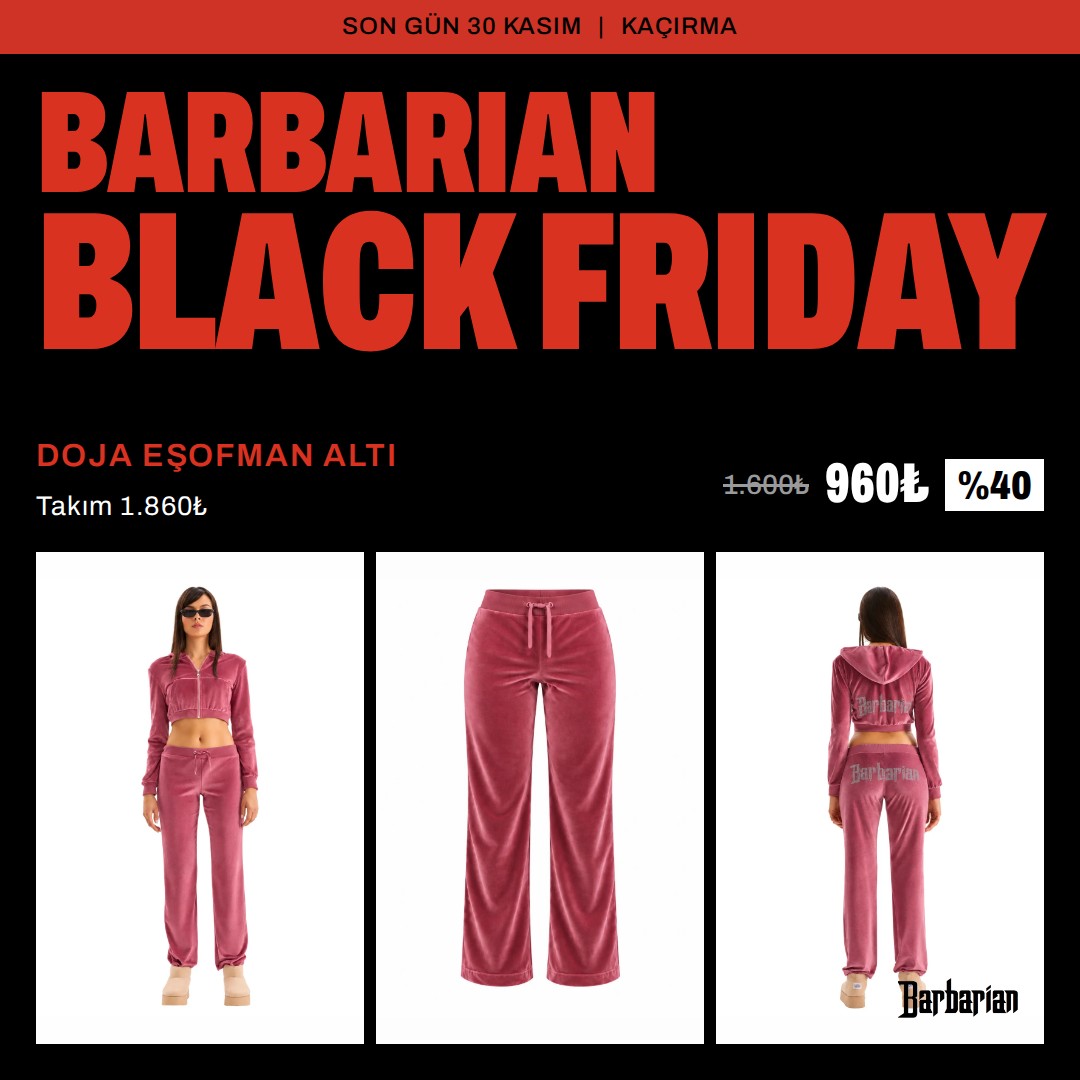 SON GÜN 30 KASIM | KAÇIRMA
BARBARIAN
BLACK FRIDAY
DOJA EŞOFMAN ALTI
Takım 1.860₺
1.600₺ 960₺ %40
Barbarian
Barbarian
Barbarian